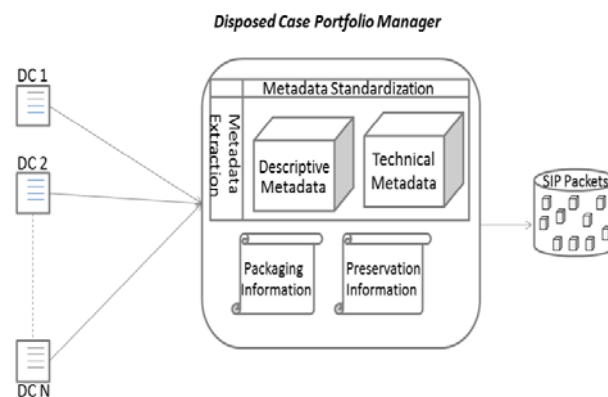 Disposed Case Portfolio Manager
DC 1
DC 2
DC N
Metadata Standardization
Metadata
Extraction
Descriptive
Metadata
Technical
Metadata
Packaging
Information
Preservation
Information
SIP Packets